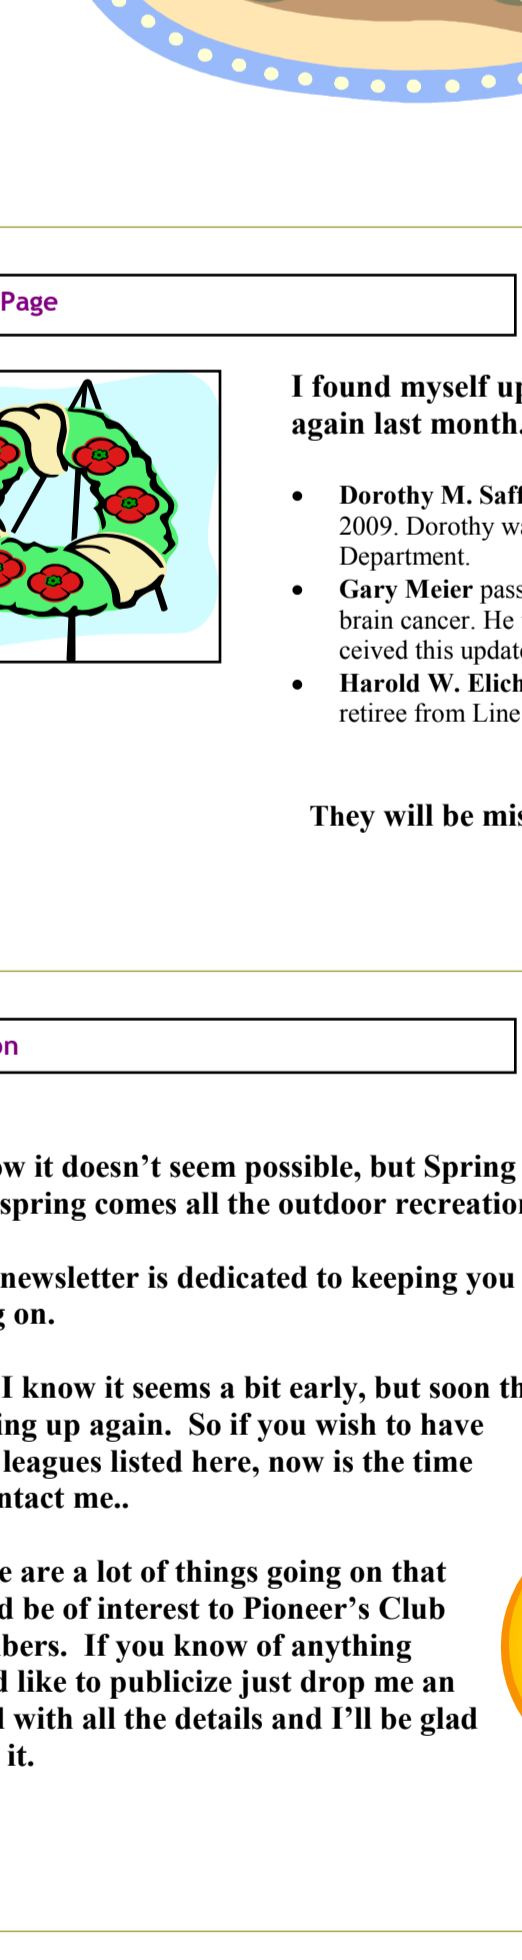 Page
I found myself up
again last month.
• Dorothy M. Saff
2009. Dorothy wa
Department.
• Gary Meier pass
brain cancer. He
ceived this updat
• Harold W. Elich
retiree from Line
They will be mis
on
ow it doesn’t seem possible, but Spring
spring comes all the outdoor recreation
newsletter is dedicated to keeping you
g on.
I know it seems a bit early, but soon th
ing up again. So if you wish to have
leagues listed here, now is the time
ntact me..
e are a lot of things going on that
d be of interest to Pioneer’s Club
bers. If you know of anything
d like to publicize just drop me an
l with all the details and I’ll be glad
it.